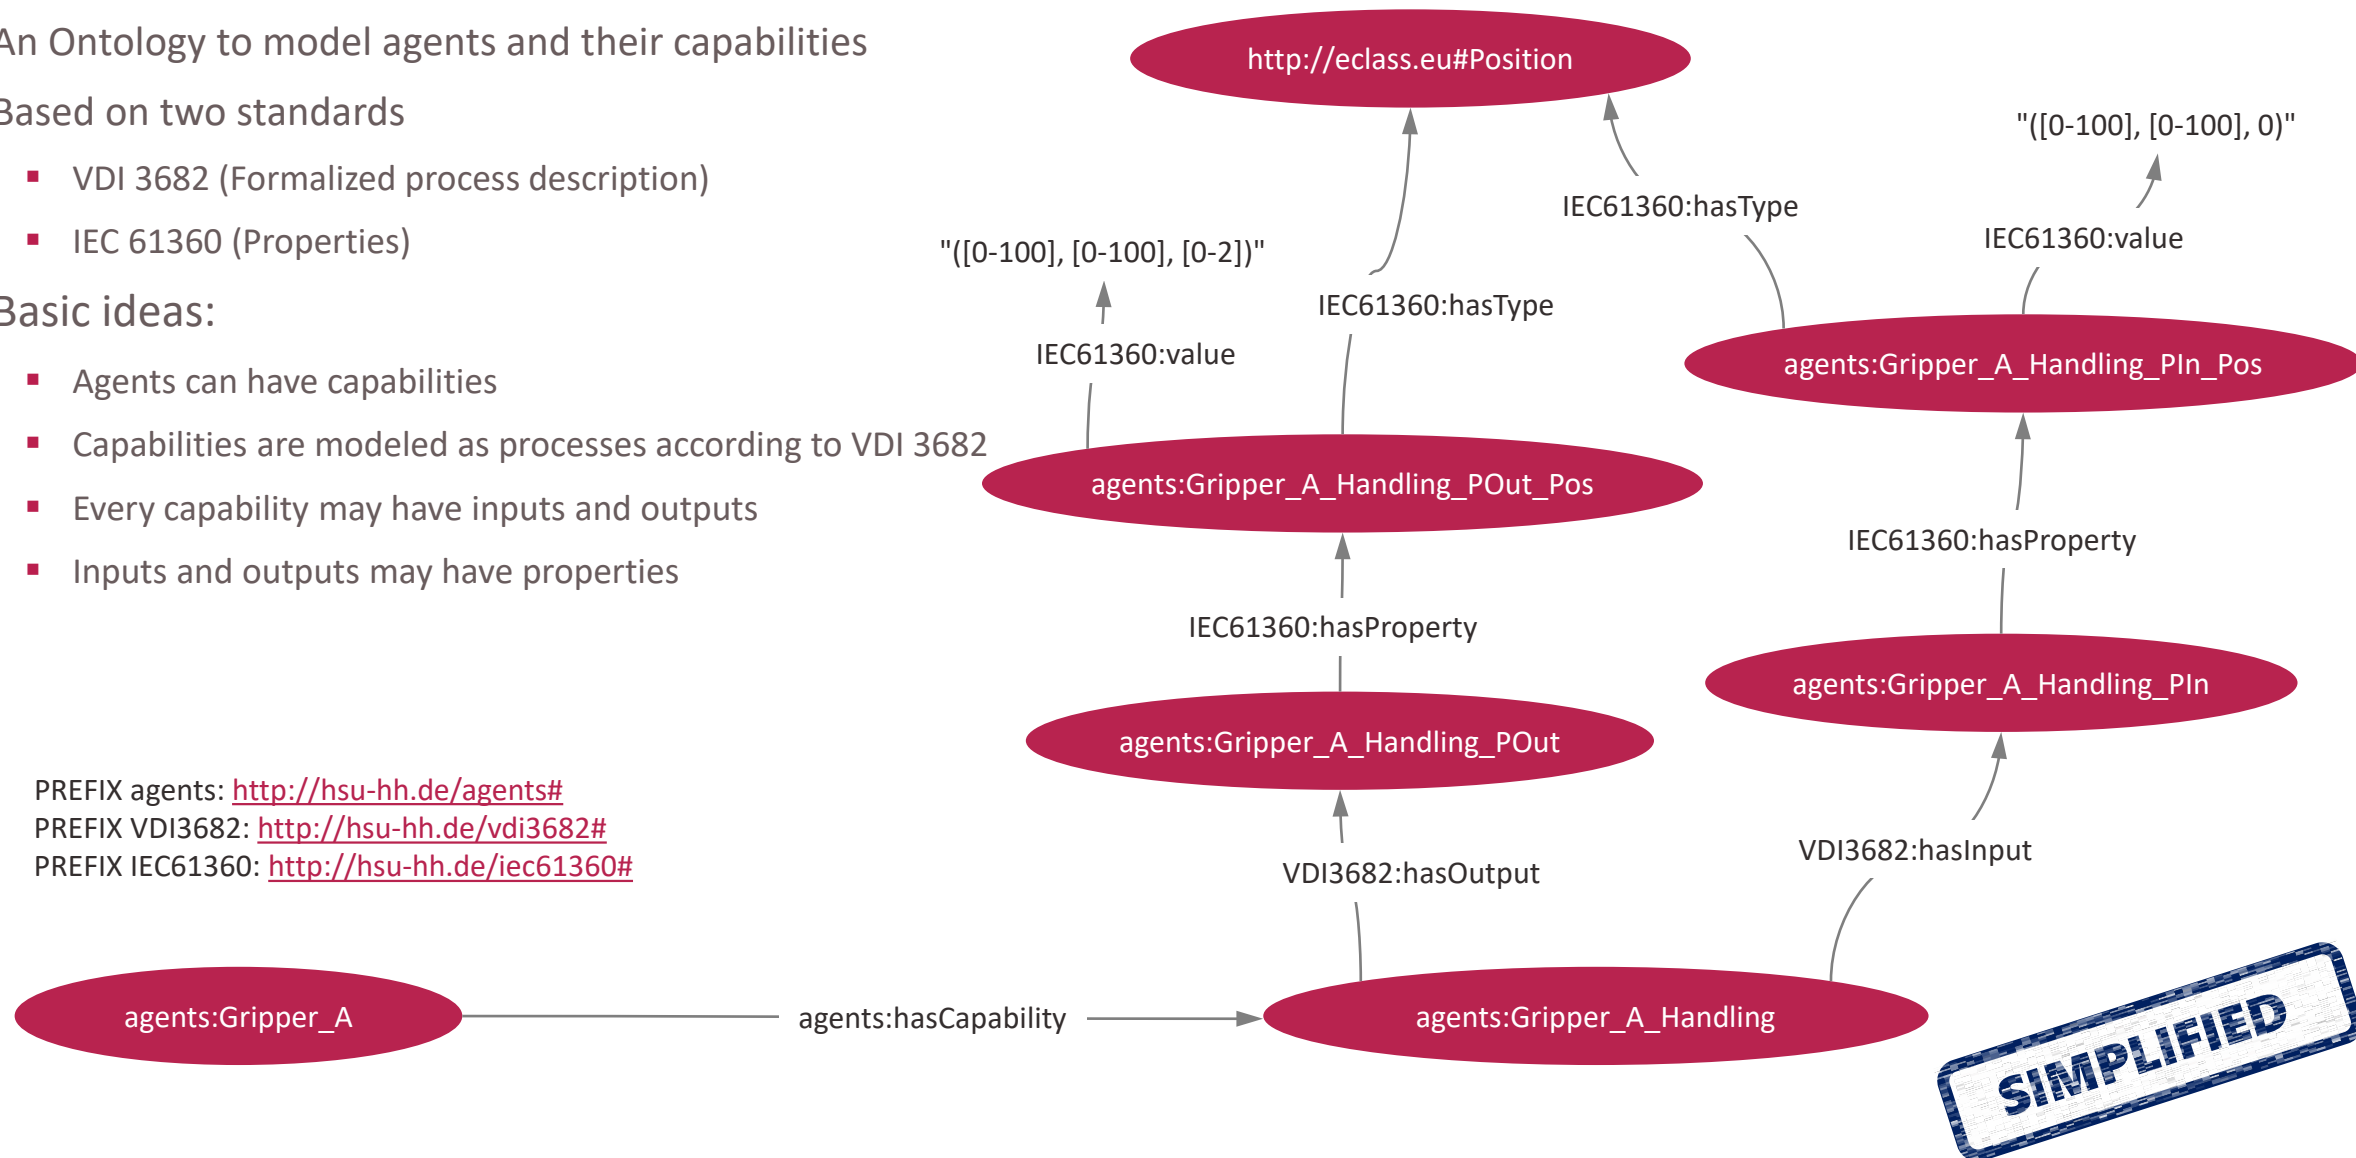 An Ontology to model agents and their capabilities
Based on two standards
VDI 3682 (Formalized process description)
IEC 61360 (Properties)
Basic ideas:
Agents can have capabilities
Capabilities are modeled as processes according to VDI 3682
Every capability may have inputs and outputs
Inputs and outputs may have properties
PREFIX agents: http://hsu-hh.de/agents#
PREFIX VDI3682: http://hsu-hh.de/vdi3682#
PREFIX IEC61360: http://hsu-hh.de/iec61360#
http://eclass.eu#Position
"([0-100], [0-100], 0)"
IEC61360:hasType
IEC61360:value
"([0-100], [0-100], [0-2])"
IEC61360:hasType
IEC61360:value
agents:Gripper_A_Handling_PIn_Pos
agents:Gripper_A_Handling_POut_Pos
IEC61360:hasProperty
IEC61360:hasProperty
agents:Gripper_A_Handling_PIn
agents:Gripper_A_Handling_POut
VDI3682:hasInput
VDI3682:hasOutput
agents:Gripper_A
agents:hasCapability
agents:Gripper_A_Handling
SIMPLIFIED